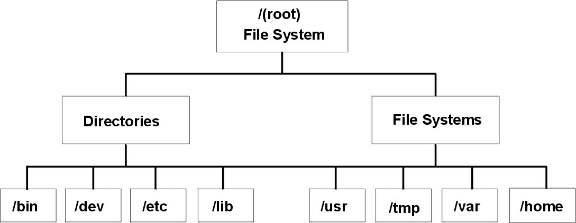 /(root)
File System
Directories
File Systems
/bin
/dev
/etc
/lib
/usr
/tmp
/var
/home